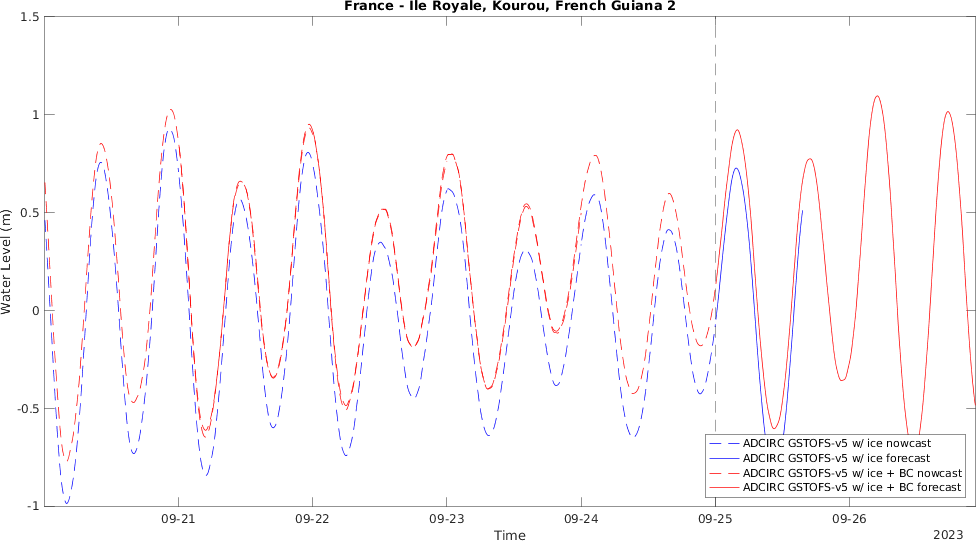 France - Ile Royale, Kourou, French Guiana 2
1.5
1
0.5
0
-0.5
-1
Water Level (m)
09-21
09-22
09-23
09-24
09-25
09-26
Time
2023
ADCIRC GSTOFS-v5 w/ ice nowcast
ADCIRC GSTOFS-v5 w/ ice forecast
ADCIRC GSTOFS-v5 w/ ice + BC nowcast
ADCIRC GSTOFS-v5 w/ ice + BC forecast